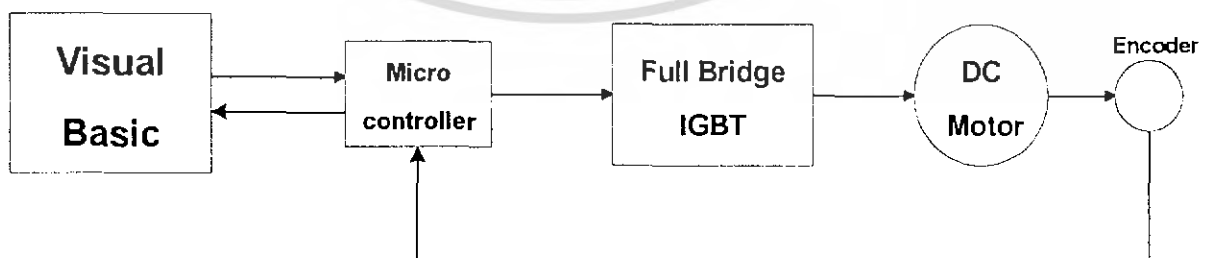 Visual
Basic
Micro
controller
Full Bridge
IGBT
DC
Motor
Encoder